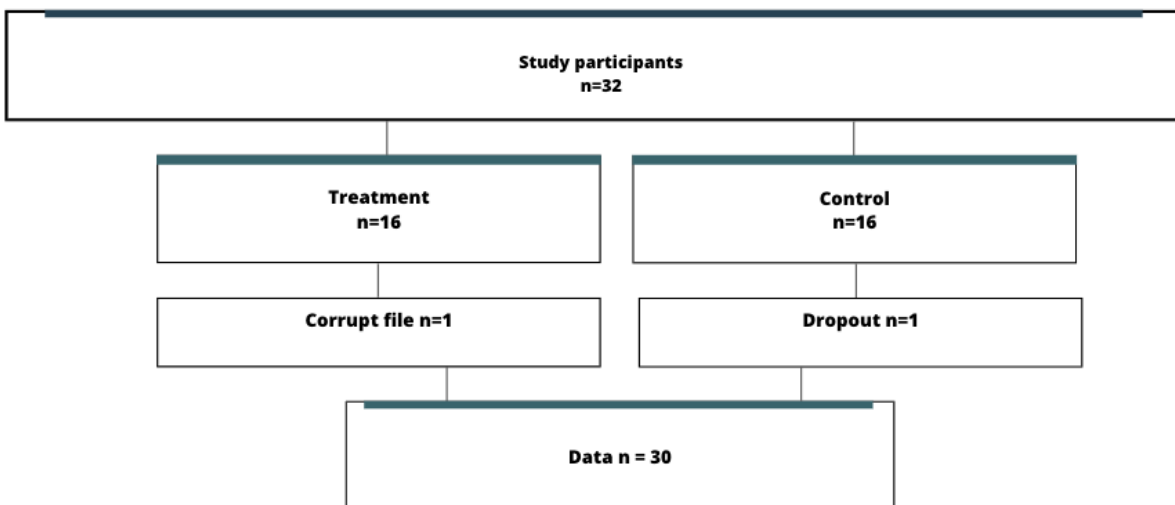 Study participants
n=32
Treatment
n=16
Control
n=16
Corrupt file n=1
Dropout n=1
Data n = 30